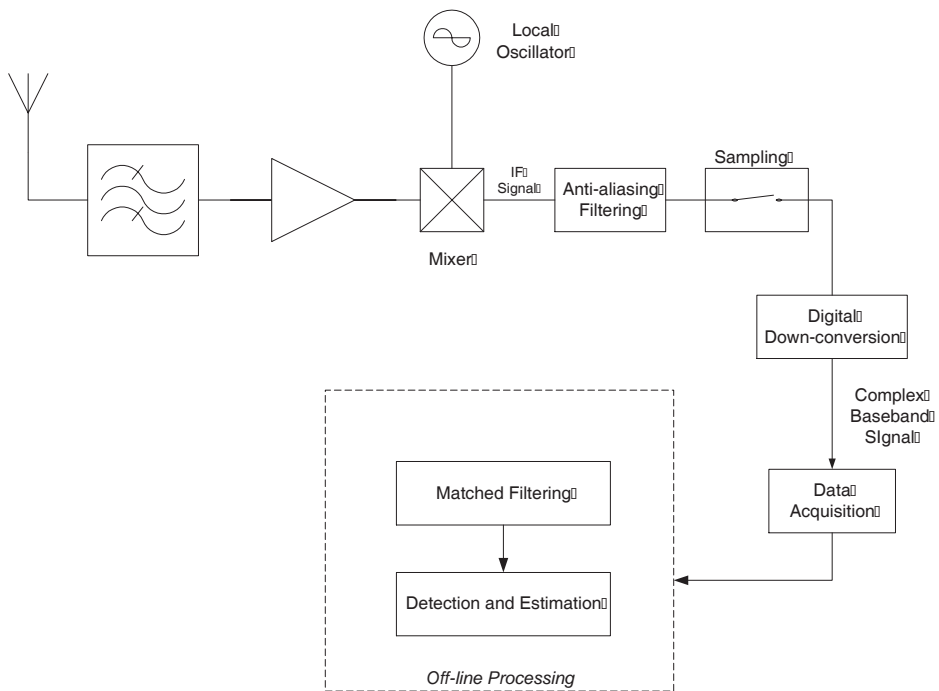 Local
Oscillator
IF
Signal
Anti-aliasing
Filtering
Sampling
Mixer
Digital
Down-conversion
Complex
Baseband
SIgnal
Data
Acquisition
Matched Filtering
Detection and Estimation
Off-line Processing